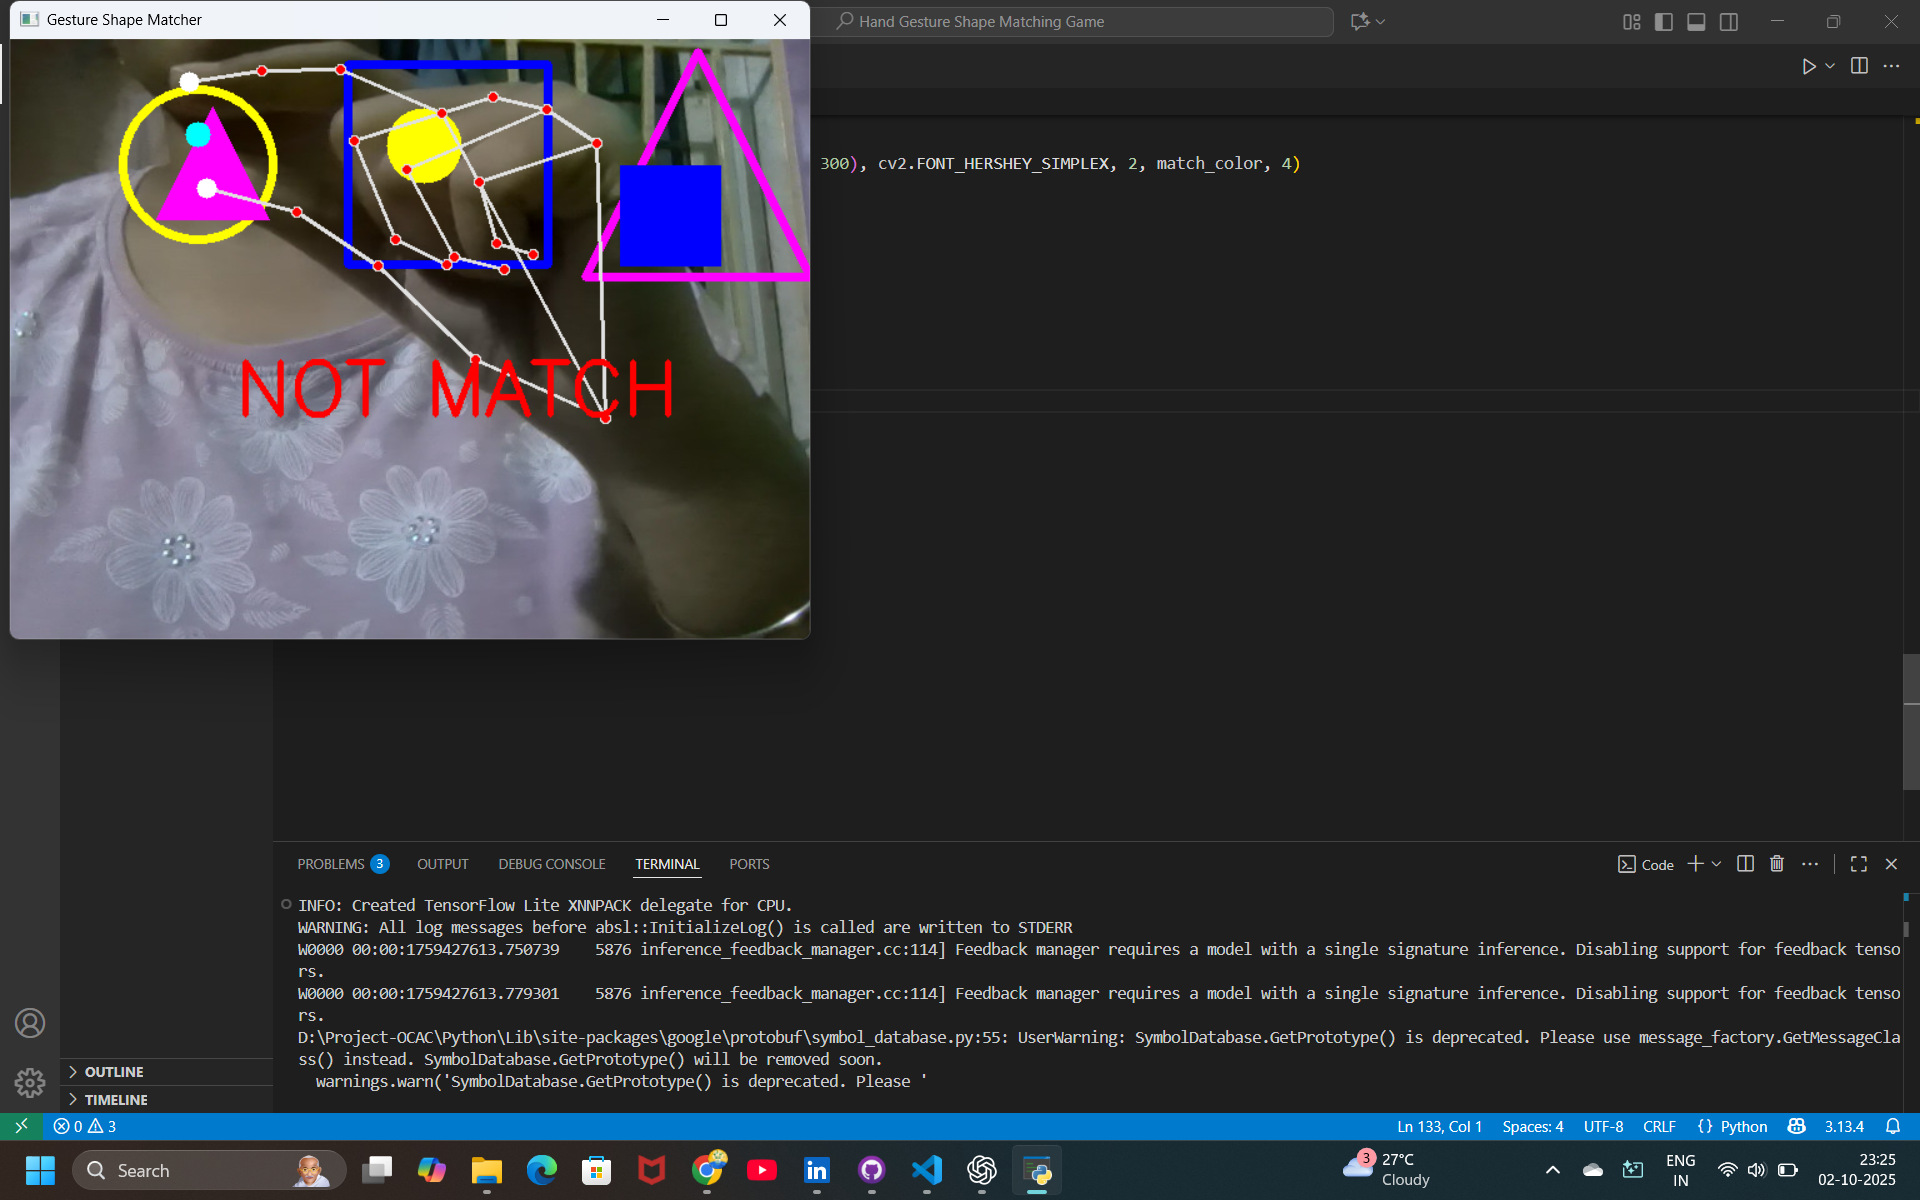 Gesture Shape Matcher
Hand Gesture Shape Matching Game
300), cv2.FONT_HERSHEY_SIMPLEX, 2, match_color, 4)
NOT MATCH
PROBLEMS 3 OUTPUT DEBUG CONSOLE TERMINAL PORTS
Code
INFO: Created TensorFlow Lite XNNPACK delegate for CPU.
WARNING: All log messages before absl::InitializeLog() is called are written to STDERR
W0000 00:00:1759427613.750739    5876 inference_feedback_manager.cc:114] Feedback manager requires a model with a single signature inference. Disabling support for feedback tenso
rs.
W0000 00:00:1759427613.779301    5876 inference_feedback_manager.cc:114] Feedback manager requires a model with a single signature inference. Disabling support for feedback tenso
rs.
D:\Project-OCAC\Python\Lib\site-packages\google\protobuf\symbol_database.py:55: UserWarning: SymbolDatabase.GetPrototype() is deprecated. Please use message_factory.GetMessageCla
ss() instead. SymbolDatabase.GetPrototype() will be removed soon.
  warnings.warn('SymbolDatabase.GetPrototype() is deprecated. Please '
OUTLINE
TIMELINE
0 3 Ln 133, Col 1 Spaces: 4 UTF-8 CRLF {} Python 3.13.4
Search
3 27°C
Cloudy
ENG
IN
23:25
02-10-2025